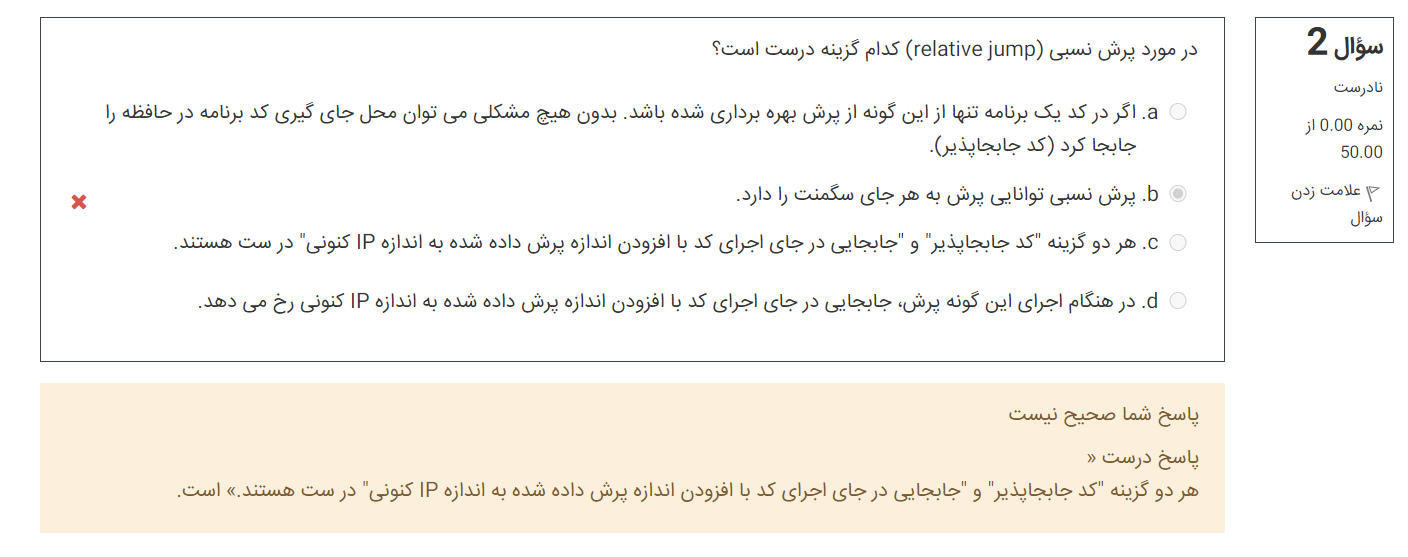 سؤال 2
نادرست
نمره 0.00 از
50.00
علامت زدن
سؤال
در مورد پرش نسبی (relative jump) کدام گزینه درست است؟
a. اگر در کد یک برنامه تنها از این گونه از پرش بهره برداری شده باشد. بدون هیچ مشکلی می توان محل جای گیری کد برنامه در حافظه را
جابجا کرد (کد جابجاپذیر).
b. پرش نسبی توانایی پرش به هر جای سگمنت را دارد.
c. هر دو گزینه "کد جابجاپذیر" و "جابجایی در جای اجرای کد با افزودن اندازه پرش داده شده به اندازه IP کنونی" در ست هستند.
d. در هنگام اجرای این گونه پرش، جابجایی در جای اجرای کد با افزودن اندازه پرش داده شده به اندازه IP کنونی رخ می دهد.
پاسخ شما صحیح نیست
پاسخ درست «
هر دو گزینه "کد جابجاپذیر" و "جابجایی در جای اجرای کد با افزودن اندازه پرش داده شده به اندازه IP کنونی" در ست هستند.» است.